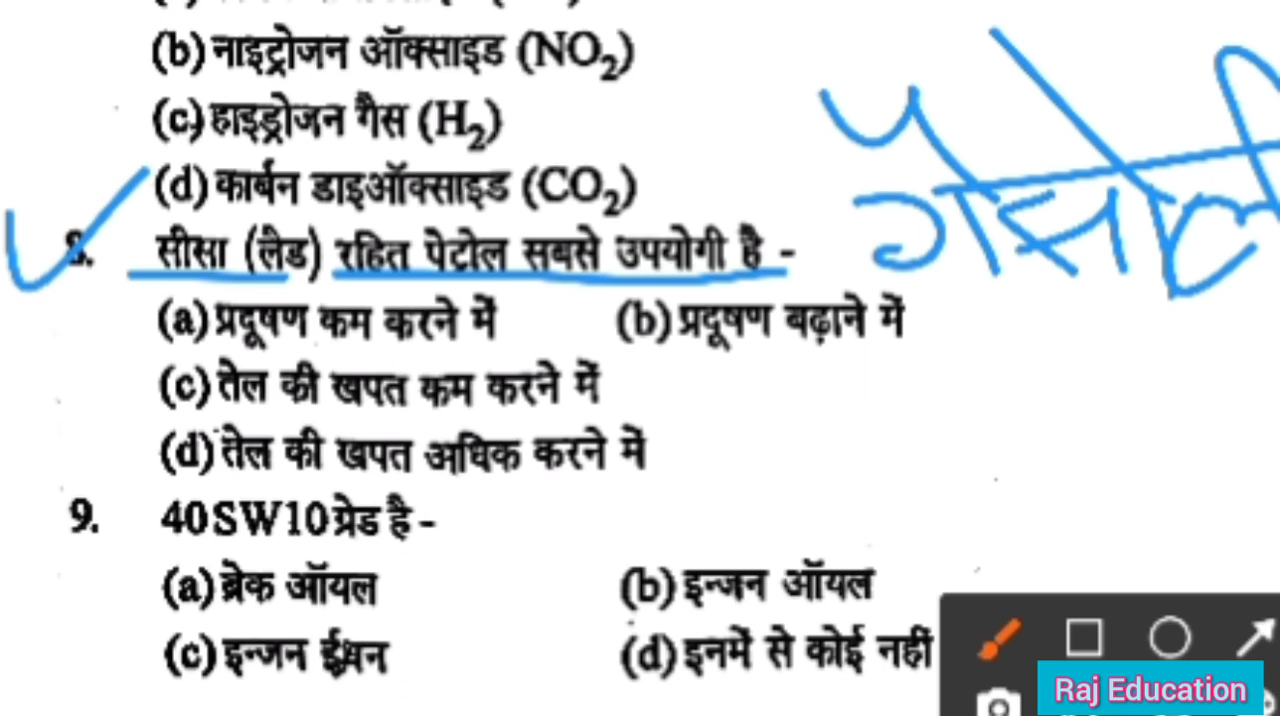 (b) नाइट्रोजन ऑक्साइड (NO₂)
(c) हाइड्रोजन गैस (H₂)
(d) कार्बन डाइऑक्साइड (CO₂)
8. सीसा (लैड) रहित पेटोल सबसे उपयोगी है -
(a) प्रदूषण कम करने में (b) प्रदूषण बढ़ाने में
(c) तेल की खपत कम करने में
(d) तेल की खपत अधिक करने में
9. 40SW10 ग्रेड है -
(a) ब्रेक ऑयल (b) इन्जन ऑयल
(c) इन्जन ईंधन (d) इनमें से कोई नहीं
Raj Education